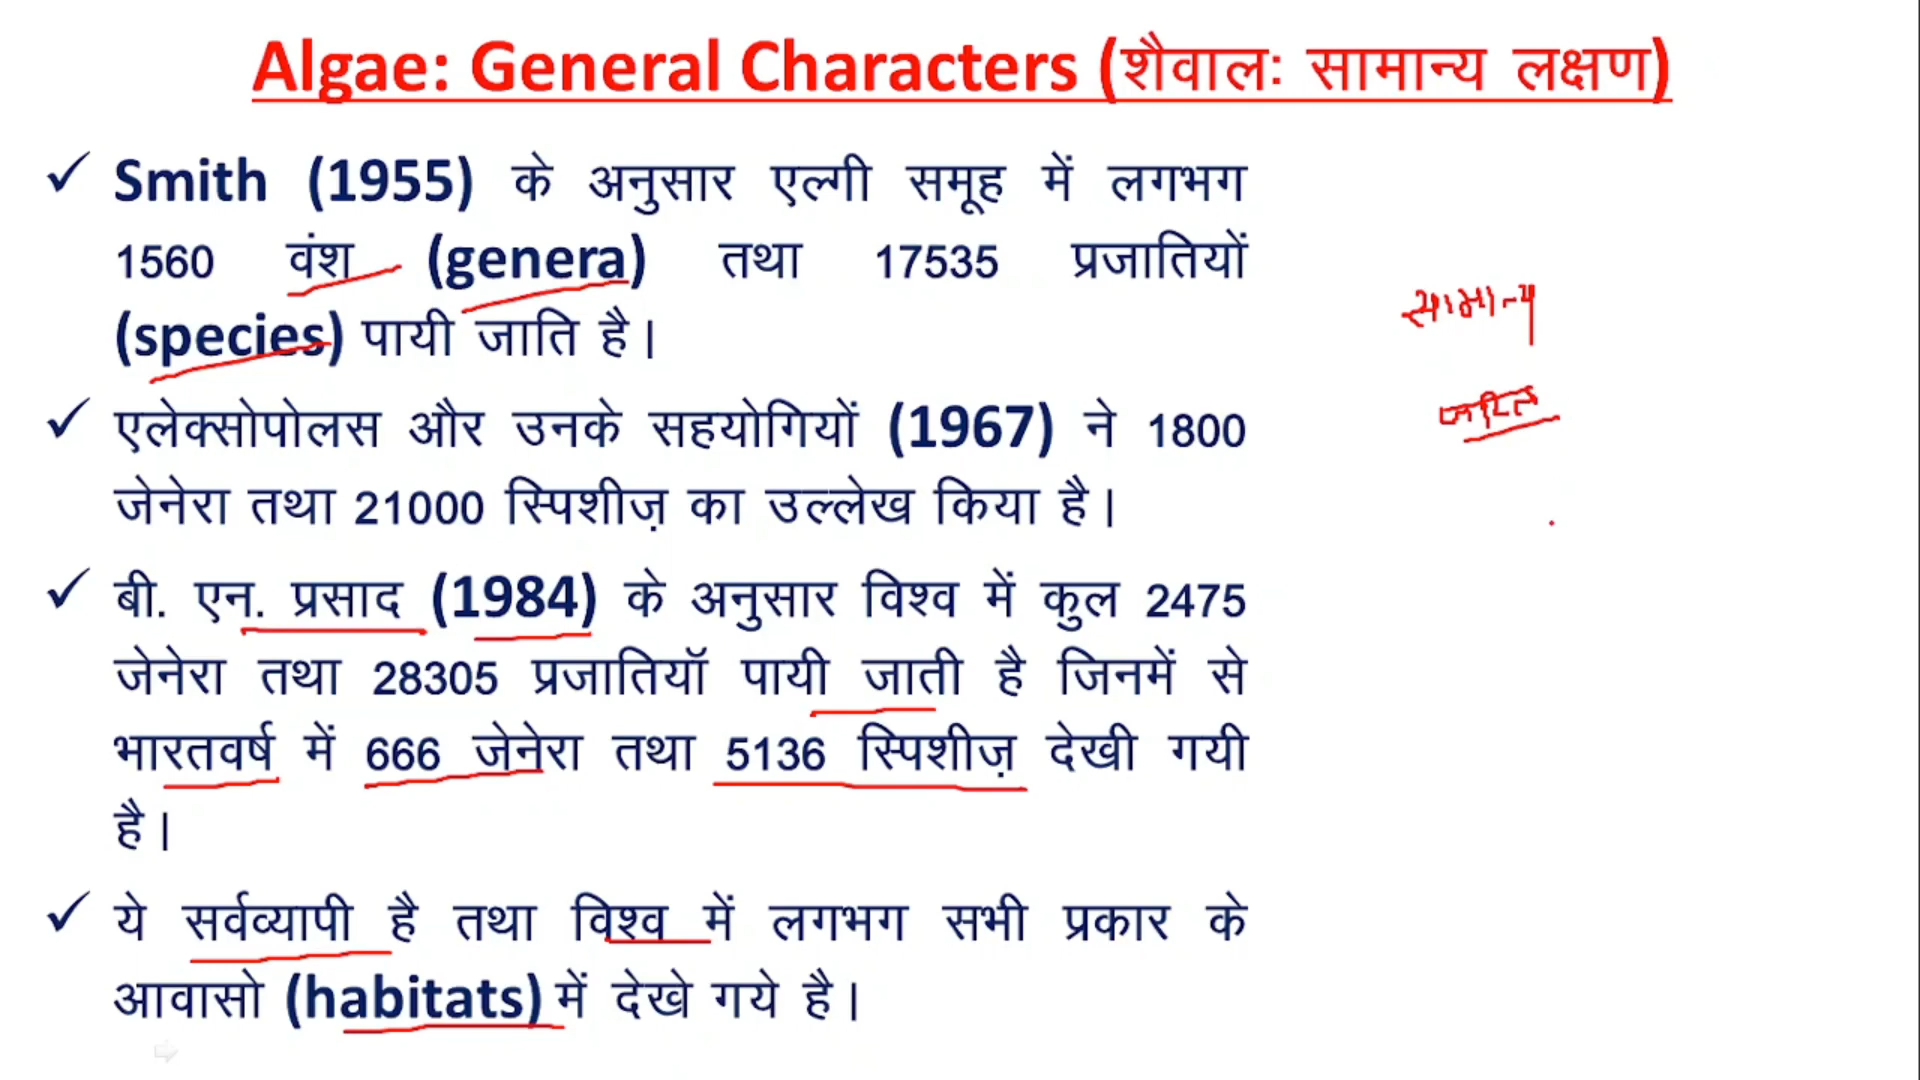 Algae: General Characters (शैवालः सामान्य लक्षण)
✓ Smith (1955) के अनुसार एल्गी समूह में लगभग
1560 वंश (genera) तथा 17535 प्रजातियों
(species) पायी जाति है।
✓ एलेक्सोपोलस और उनके सहयोगियों (1967) ने 1800
जेनेरा तथा 21000 स्पिशीज़ का उल्लेख किया है।
✓ बी. एन. प्रसाद (1984) के अनुसार विश्व में कुल 2475
जेनेरा तथा 28305 प्रजातियॉ पायी जाती है जिनमें से
भारतवर्ष में 666 जेनेरा तथा 5136 स्पिशीज़ देखी गयी
है।
✓ ये सर्वव्यापी है तथा विश्व में लगभग सभी प्रकार के
आवासो (habitats) में देखे गये है।
सामान्य